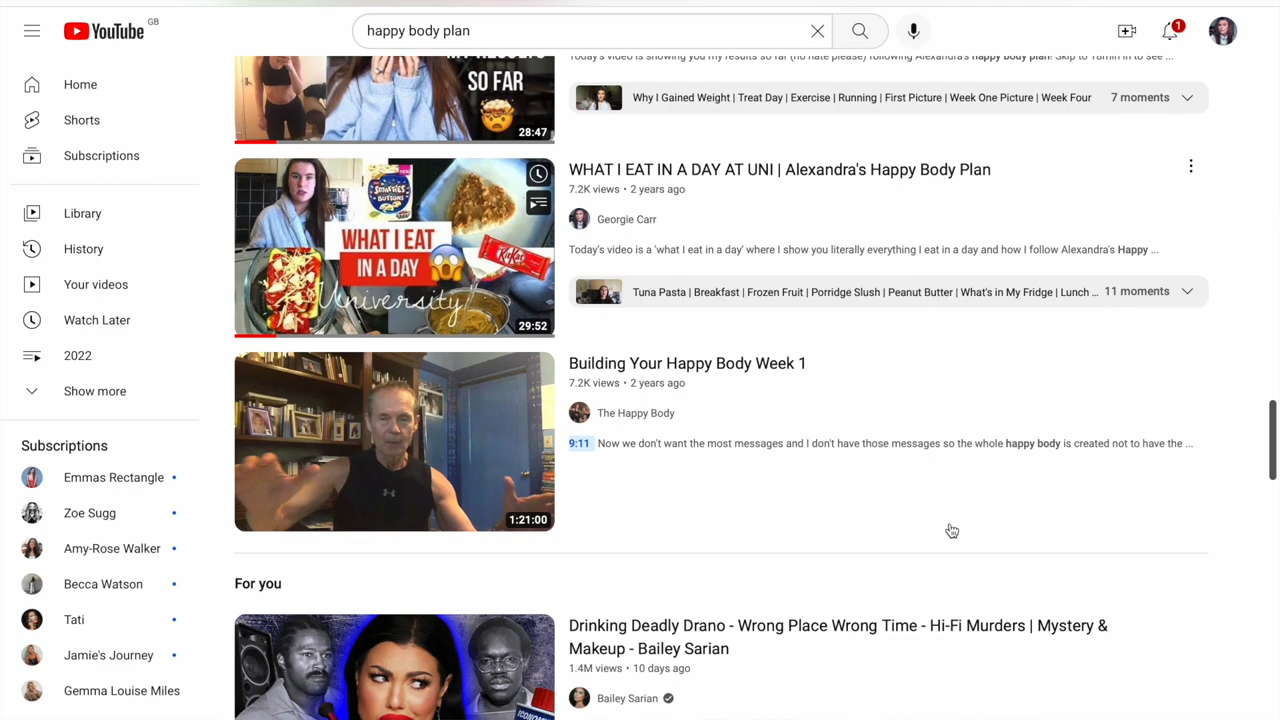 YouTube GB
happy body plan
1
Home
Shorts
Subscriptions
Library
History
Your videos
Watch Later
2022
Show more
Subscriptions
Emmas Rectangle
Zoe Sugg
Amy-Rose Walker
Becca Watson
Tati
Jamie's Journey
Gemma Louise Miles
SO FAR
28:47
Today's video is showing you my results so far (no hate please) following Alexandra's happy body plan! Skip to 18min in to see ...
Why I Gained Weight | Treat Day | Exercise | Running | First Picture | Week One Picture | Week Four
7 moments
SMARTIES
BUTTONS
WHAT I EAT
IN A DAY
University
KitKat
29:52
WHAT I EAT IN A DAY AT UNI | Alexandra's Happy Body Plan
7.2K views • 2 years ago
Georgie Carr
Today's video is a 'what I eat in a day' where I show you literally everything I eat in a day and how I follow Alexandra's Happy ...
Tuna Pasta | Breakfast | Frozen Fruit | Porridge Slush | Peanut Butter | What's in My Fridge | Lunch ...
11 moments
1:21:00
Building Your Happy Body Week 1
7.2K views • 2 years ago
The Happy Body
9:11 Now we don't want the most messages and I don't have those messages so the whole happy body is created not to have the ...
For you
Drinking Deadly Drano - Wrong Place Wrong Time - Hi-Fi Murders | Mystery &
Makeup - Bailey Sarian
1.4M views • 10 days ago
Bailey Sarian